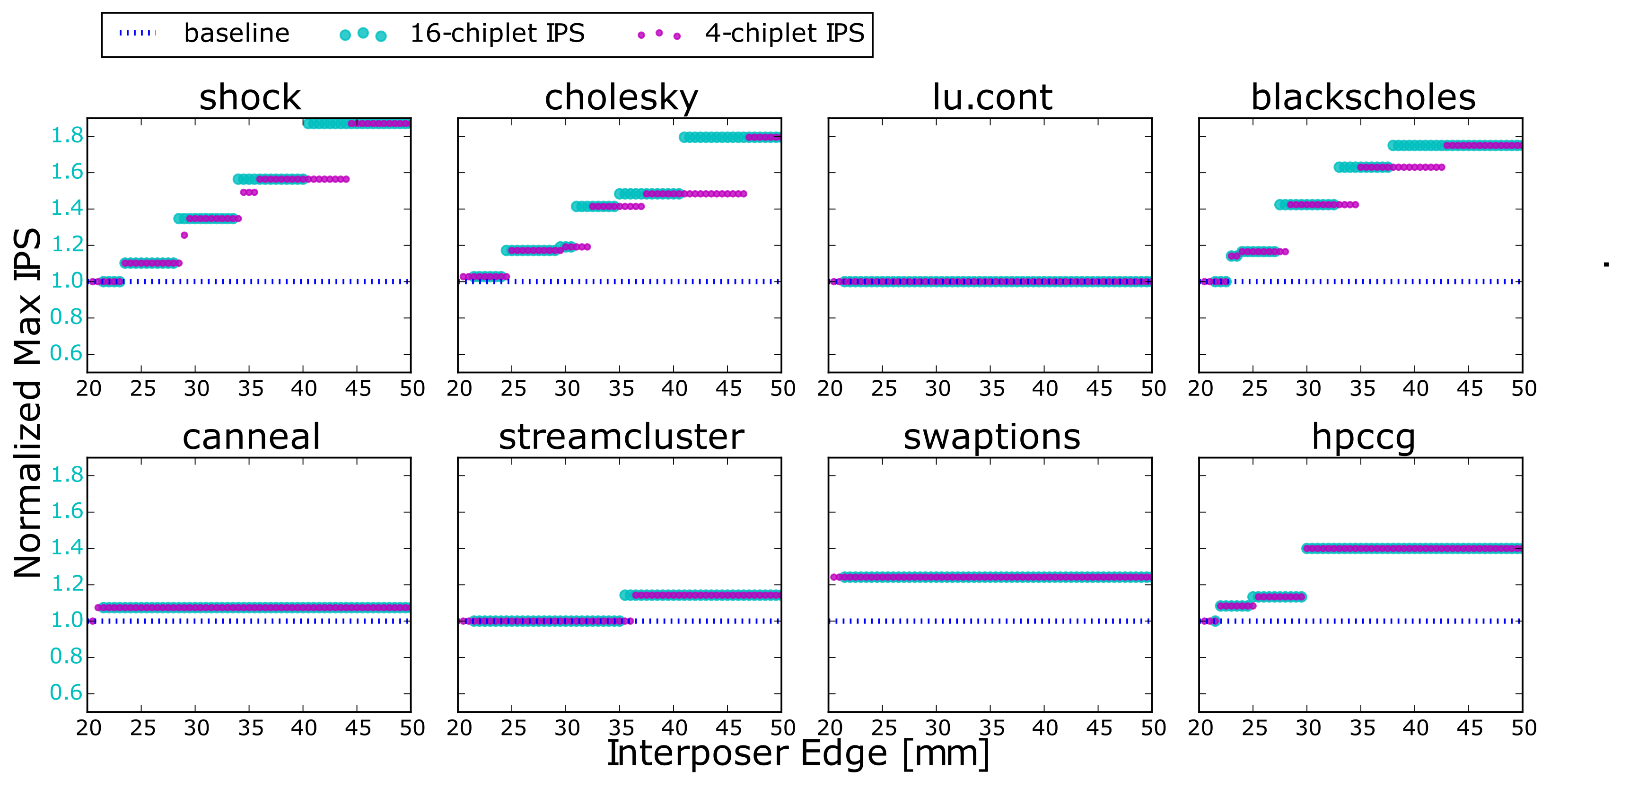 baseline 16-chiplet IPS 4-chiplet IPS
shock cholesky lu.cont blackscholes
1.8
1.6
1.4
1.2
1.0
0.8
0.6
20 25 30 35 40 45 50 20 25 30 35 40 45 50 20 25 30 35 40 45 50 20 25 30 35 40 45 50
Normalized Max IPS
canneal streamcluster swaptions hpccg
1.8
1.6
1.4
1.2
1.0
0.8
0.6
20 25 30 35 40 45 50 20 25 30 35 40 45 50 20 25 30 35 40 45 50 20 25 30 35 40 45 50
Interposer Edge [mm]
.